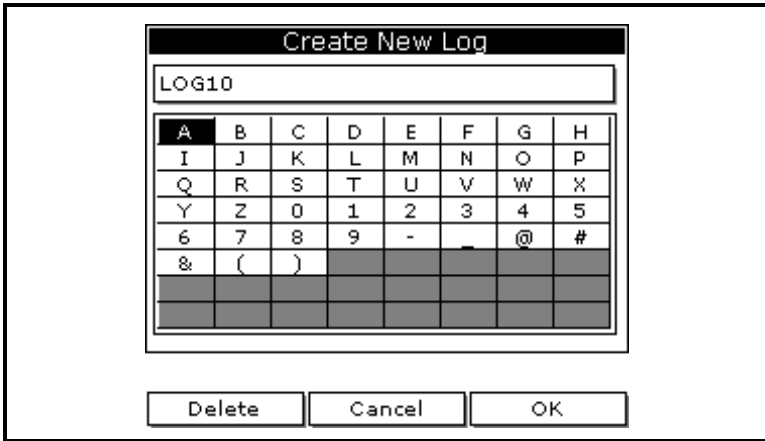 Create New Log
LOG10
A B C D E F G H
I J K L M N O P
Q R S T U V W X
Y Z 0 1 2 3 4 5
6 7 8 9 - _ @ #
& ( )
Delete Cancel OK